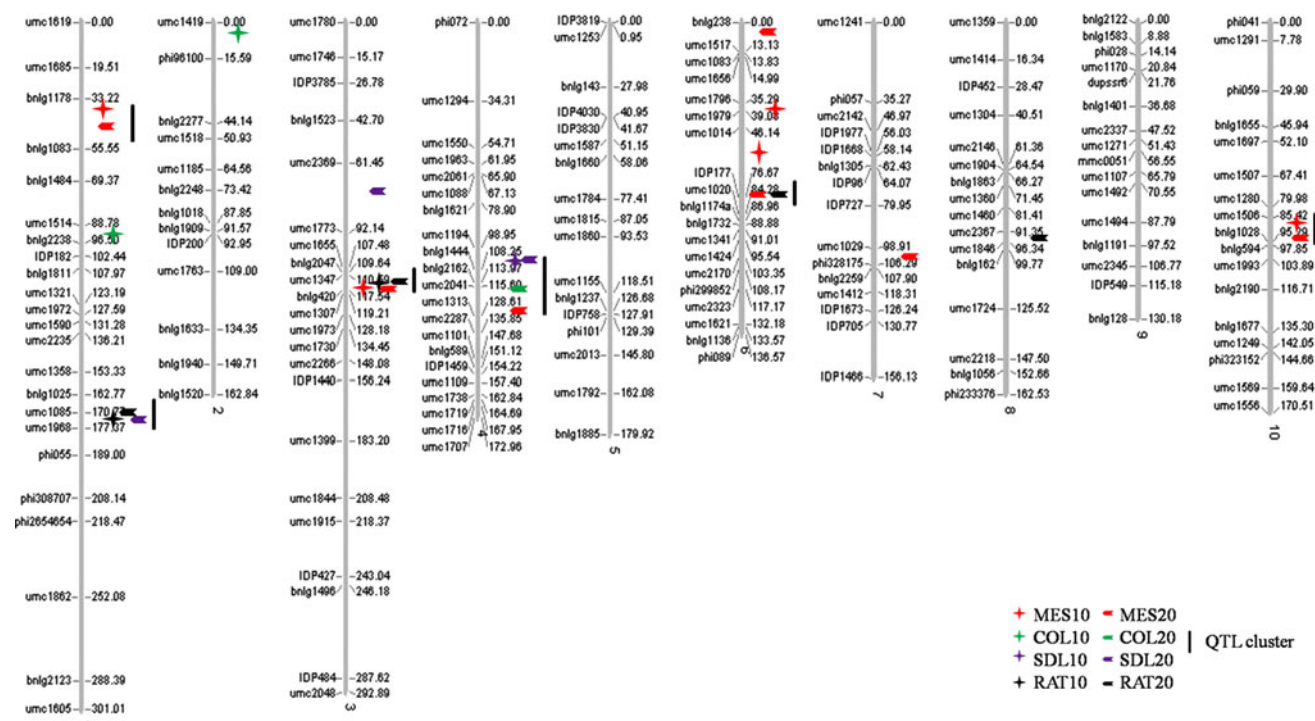 umc1619 0.00
umc1685 19.51
bnlg1178 33.22
bnlg1083 55.55
bnlg1484 69.37
umc1514 88.78
bnlg2238 96.50
IDP182 102.44
bnlg1811 107.97
umc1321 123.19
umc1972 127.59
umc1590 131.28
umc2235 136.21
umc1358 153.33
bnlg1025 162.77
umc1085
umc1968
phi055 189.00
phi308707 208.14
phi2654654 218.47
umc1862 252.08
bnlg2123 288.39
umc1605 301.01
umc1419 0.00
phi96100 15.59
bnlg2277 44.14
umc1518 50.93
umc1185 64.56
bnlg2248 73.42
bnlg1018 87.85
bnlg1909 91.57
IDP200 92.95
umc1763 109.00
bnlg1633 134.35
bnlg1940 149.71
bnlg1520 162.84
2
umc1780 0.00
umc1746 15.17
IDP3785 26.78
bnlg1523 42.70
umc2369 61.45
umc1773 92.14
umc1655 107.48
bnlg2047 109.64
umc1347 110.59
bnlg420 117.54
umc1307 119.21
umc1973 128.18
umc1730 134.45
umc2266 148.08
IDP1440 156.24
umc1399 183.20
umc1844 208.48
umc1915 218.37
IDP427 243.04
bnlg1496 246.18
IDP484 287.62
umc2048 292.89
3
phi072 0.00
umc1294 34.31
umc1550 54.71
umc1963 61.95
umc2061 65.90
umc1088 67.13
bnlg1621 78.90
umc1194 98.95
bnlg1444 108.25
bnlg2162 113.97
umc2041 115.60
umc1313 128.61
umc2287 135.85
umc1101 147.68
bnlg589 151.12
IDP1459 154.22
umc1109 157.40
umc1738 162.84
umc1719 164.69
umc1716 167.95
umc1707 172.96
4
IDP3819 0.00
umc1253 0.95
bnlg143 27.98
IDP4030 40.95
IDP3830 41.67
umc1587 51.15
bnlg1660 58.06
umc1784 77.41
umc1815 87.05
umc1860 93.53
umc1155 118.51
bnlg1237 126.68
IDP758 127.91
phi101 129.39
umc2013 145.80
umc1792 162.08
bnlg1885 179.92
5
bnlg238 0.00
umc1517 13.13
umc1083 13.83
umc1656 14.99
umc1796 35.29
umc1979 39.08
umc1014 46.14
IDP177 76.67
umc1020 84.28
bnlg1174a 86.96
bnlg1732 88.88
umc1341 91.01
umc1424 95.54
umc2170 103.35
phi299852 108.17
umc2323 117.17
umc1621 132.18
bnlg1136 133.57
phi089 136.57
6
umc1241 0.00
phi057 35.27
umc2142 46.97
IDP1977 56.03
IDP1668 58.14
bnlg1305 62.43
IDP96 64.07
IDP727 79.95
umc1029 98.91
phi328175 106.29
bnlg2259 107.90
umc1412 118.31
IDP1673 126.24
IDP705 130.77
IDP1466 156.13
7
umc1359 0.00
umc1414 16.34
IDP462 28.47
umc1304 40.51
umc2146 61.36
umc1904 64.54
bnlg1863 66.27
umc1360 71.45
umc1460 81.41
umc2367 91.35
umc1846 96.34
bnlg162 99.77
umc1724 125.52
umc2218 147.50
bnlg1056 152.66
phi233376 162.53
8
bnlg2122 0.00
bnlg1583 8.88
phi028 14.14
umc1170 20.84
dupssr6 21.76
bnlg1401 36.68
umc2337 47.52
umc1271 51.43
mmc0051 56.55
umc1107 65.79
umc1492 70.55
umc1494 87.79
bnlg1191 97.52
umc2345 106.77
IDP549 115.18
bnlg128 130.18
9
phi041 0.00
umc1291 7.78
phi059 29.90
bnlg1655 45.94
umc1697 52.10
umc1507 67.41
umc1280 79.98
umc1506 85.42
bnlg1028 95.29
bnlg594 97.85
umc1993 103.89
bnlg2190 116.71
bnlg1677 135.30
umc1249 142.05
phi323152 144.66
umc1569 159.64
umc1556 170.51
10
MES10 MES20
COL10 COL20
SDL10 SDL20
RAT10 RAT20
QTL cluster